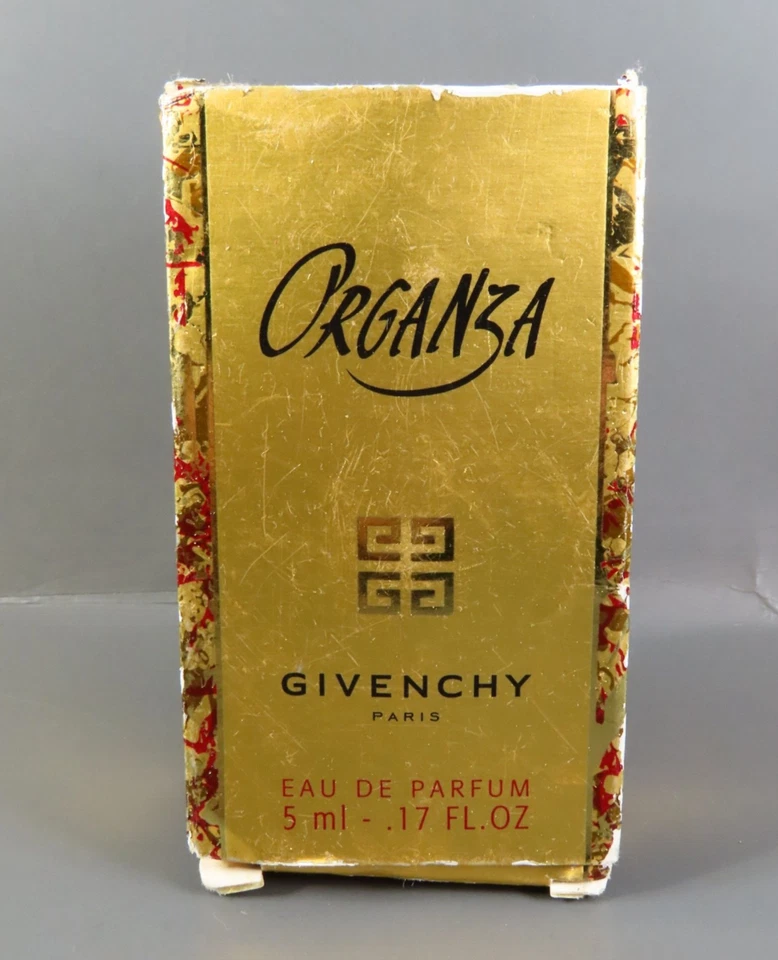 ORGANZA
GIVENCHY
PARIS
EAU DE PARFUM
5 ml - .17 FL.OZ